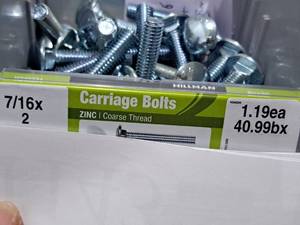 HILLMAN
7/16x
2
Carriage Bolts
ZINC | Coarse Thread
1.19ea
40.99bx